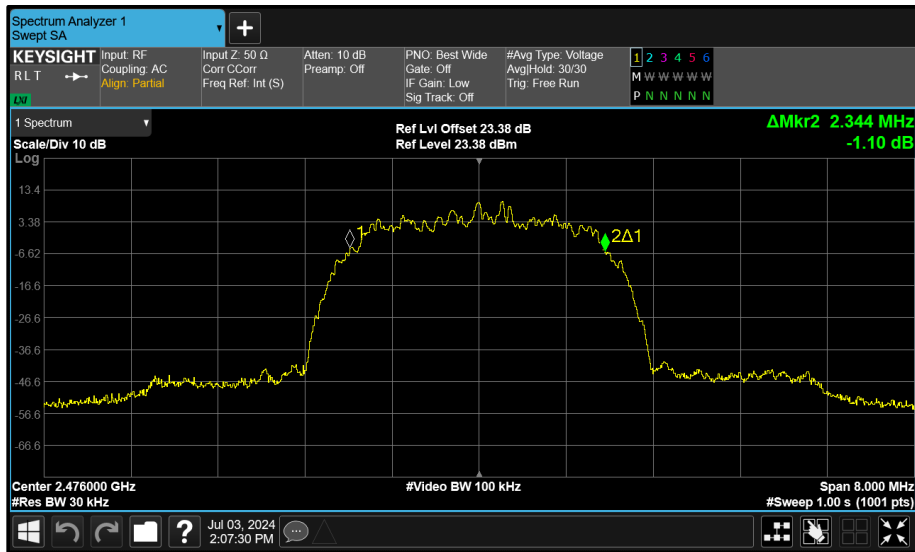 Spectrum Analyzer 1
Swept SA
KEYSIGHT
R L T
LXI
Input: RF
Coupling: AC
Align: Partial
Input Z: 50 Ω
Corr CCorr
Freq Ref: Int (S)
Atten: 10 dB
Preamp: Off
PNO: Best Wide
Gate: Off
IF Gain: Low
Sig Track: Off
#Avg Type: Voltage
Avg|Hold: 30/30
Trig: Free Run
1 2 3 4 5 6
M W W W W W
P N N N N N
1 Spectrum
Scale/Div 10 dB
Log
Ref Lvl Offset 23.38 dB
Ref Level 23.38 dBm
ΔMkr2 2.344 MHz
-1.10 dB
13.4
3.38
-6.62
-16.6
-26.6
-36.6
-46.6
-56.6
-66.6
1
2Δ1
Center 2.476000 GHz
#Res BW 30 kHz
#Video BW 100 kHz
Span 8.000 MHz
#Sweep 1.00 s (1001 pts)
?
Jul 03, 2024
2:07:30 PM